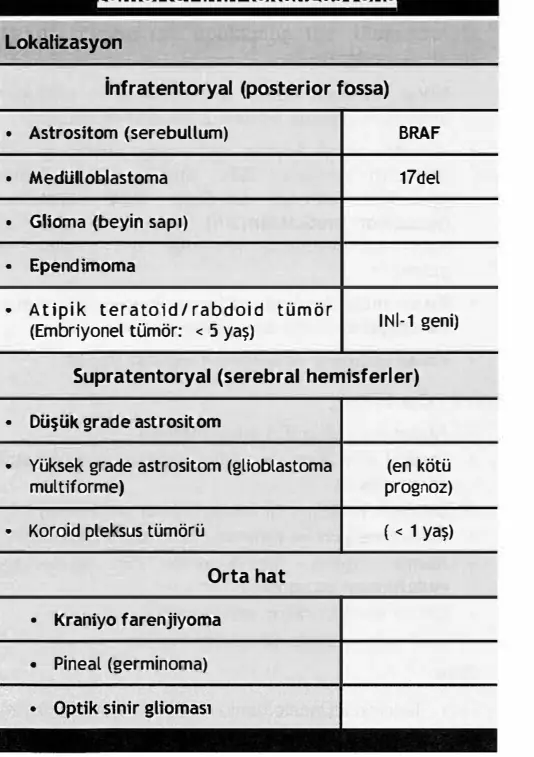 Lokalizasyon
İnfratentoryal (posterior fossa)
• Astrositom (serebullum)
BRAF
• Medülloblastoma
17del
• Glioma (beyin sapı)
• Ependimoma
• Atipik teratoid/rabdoid tümör
(Embriyonel tümör: < 5 yaş)
INI-1 geni)
Supratentoryal (serebral hemisferler)
• Düşük grade astrositom
• Yüksek grade astrositom (glioblastoma
multiforme)
(en kötü
prognoz)
• Koroid pleksus tümörü
( < 1 yaş)
Orta hat
• Kraniyo farenjiyoma
• Pineal (germinoma)
• Optik sinir glioması